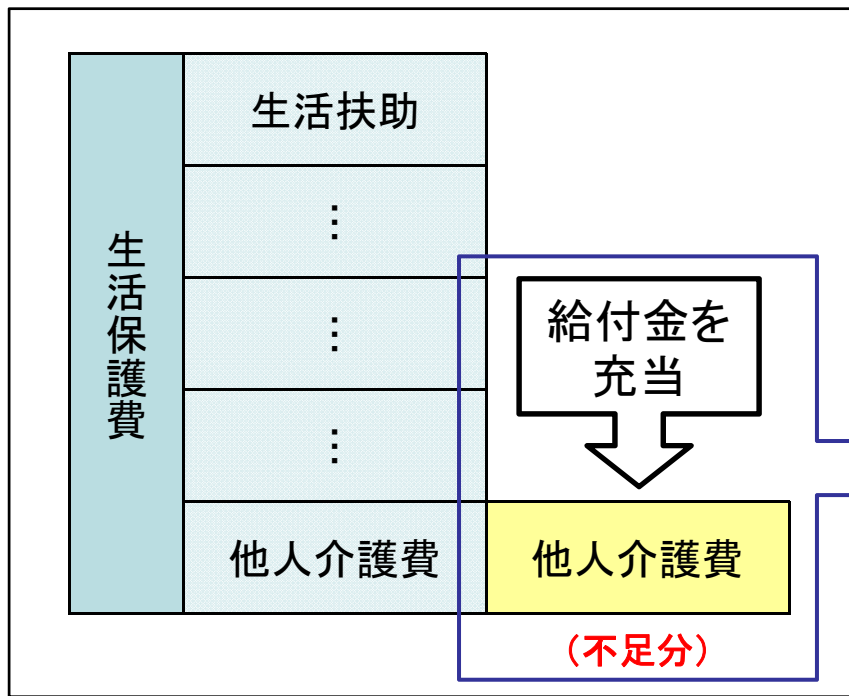 生活保護費
生活扶助
⋮
⋮
⋮
他人介護費
給付金を
充当
他人介護費
（不足分）